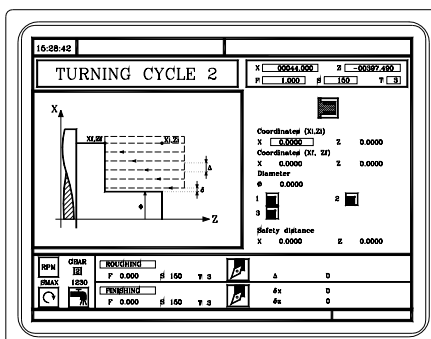 15:28:42
TURNING CYCLE 2
X 00044.000 Z -00397.490
F 1.000 S 150 T 3
X
Xf,Zf
Xi,Zi
Δ
δ
Φ
Z
Coordinates (Xi,Zi)
X 0.0000 Z 0.0000
Coordinates (Xf, Zf)
X 0.0000 Z 0.0000
Diameter
Φ 0.0000
1 2
3
Safety distance
X 0.0000 Z 0.0000
RPM GEAR
2
SMAX 1230
ROUGHING
F 0.000 S 150 T 3 Δ 0
FINISHING
F 0.000 S 150 T 3
δx 0
δz 0